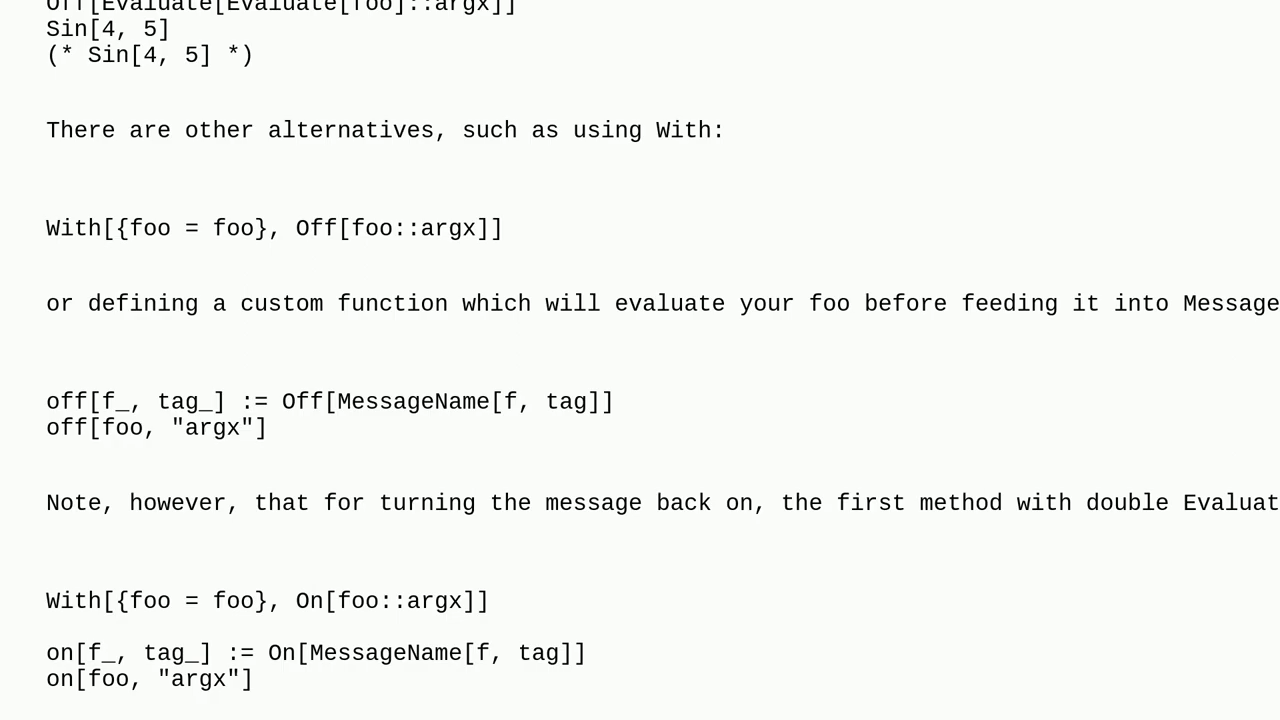 Off[Evaluate[Evaluate[foo]::argx]]
Sin[4, 5]
(* Sin[4, 5] *)
There are other alternatives, such as using With:
With[{foo = foo}, Off[foo::argx]]
or defining a custom function which will evaluate your foo before feeding it into Message
off[f_, tag_] := Off[MessageName[f, tag]]
off[foo, "argx"]
Note, however, that for turning the message back on, the first method with double Evaluat
With[{foo = foo}, On[foo::argx]]
on[f_, tag_] := On[MessageName[f, tag]]
on[foo, "argx"]